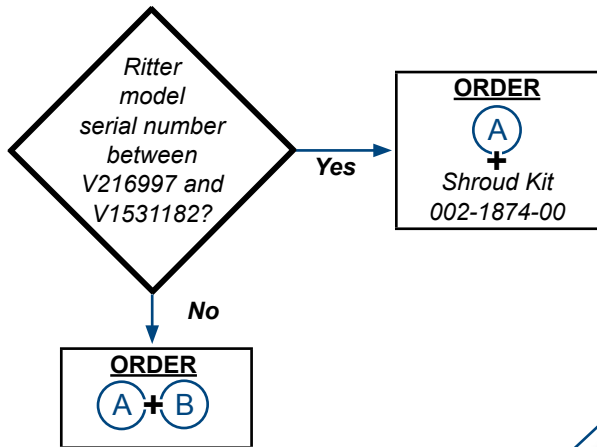 Ritter
model
serial number
between
V216997 and
V1531182?
Yes
ORDER
A
+
Shroud Kit
002-1874-00
No
ORDER
A + B